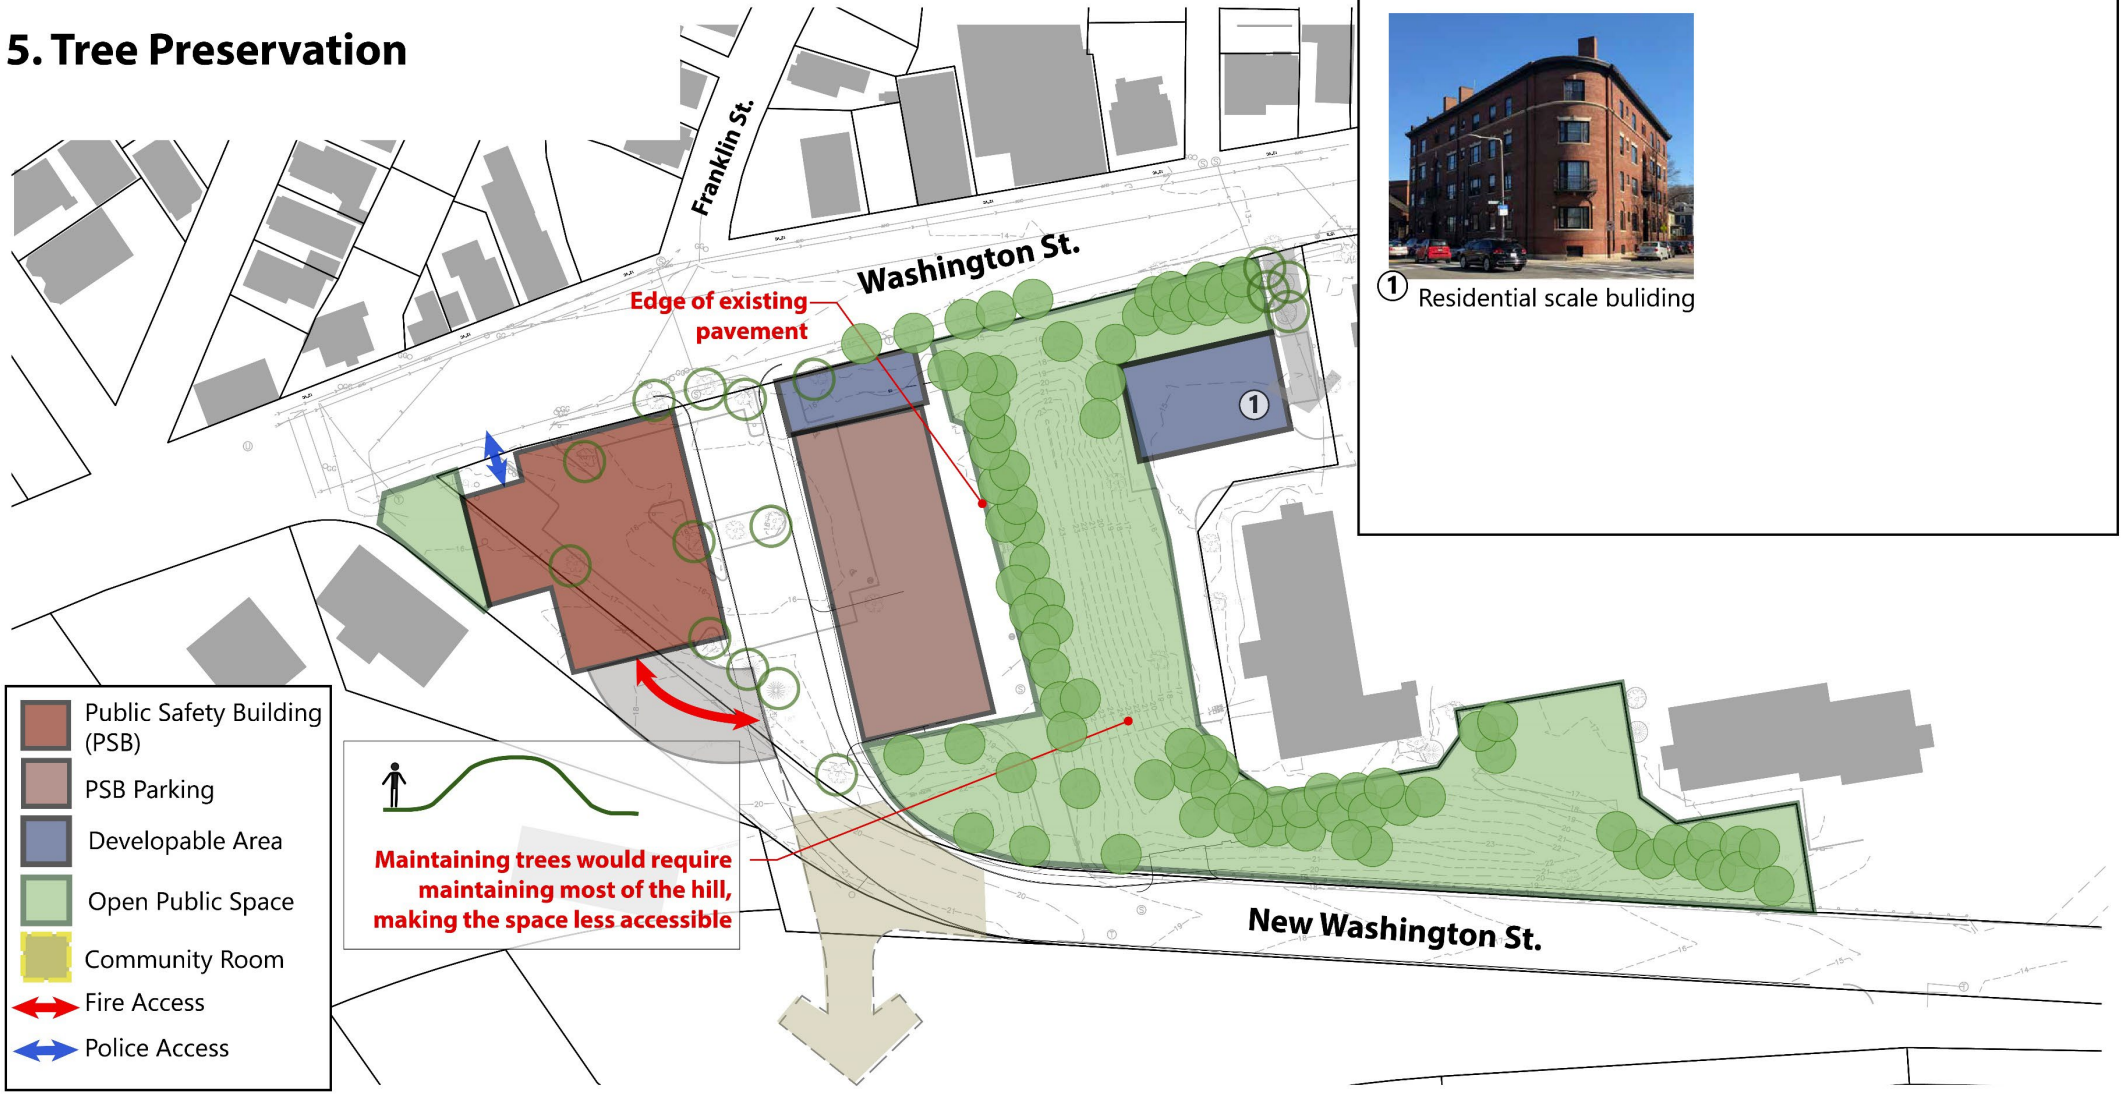 5. Tree Preservation
Franklin St.
Washington St.
Edge of existing
pavement
1
1
Residential scale buliding
Public Safety Building
(PSB)
PSB Parking
Developable Area
Open Public Space
Community Room
Fire Access
Police Access
Maintaining trees would require
maintaining most of the hill,
making the space less accessible
New Washington St.